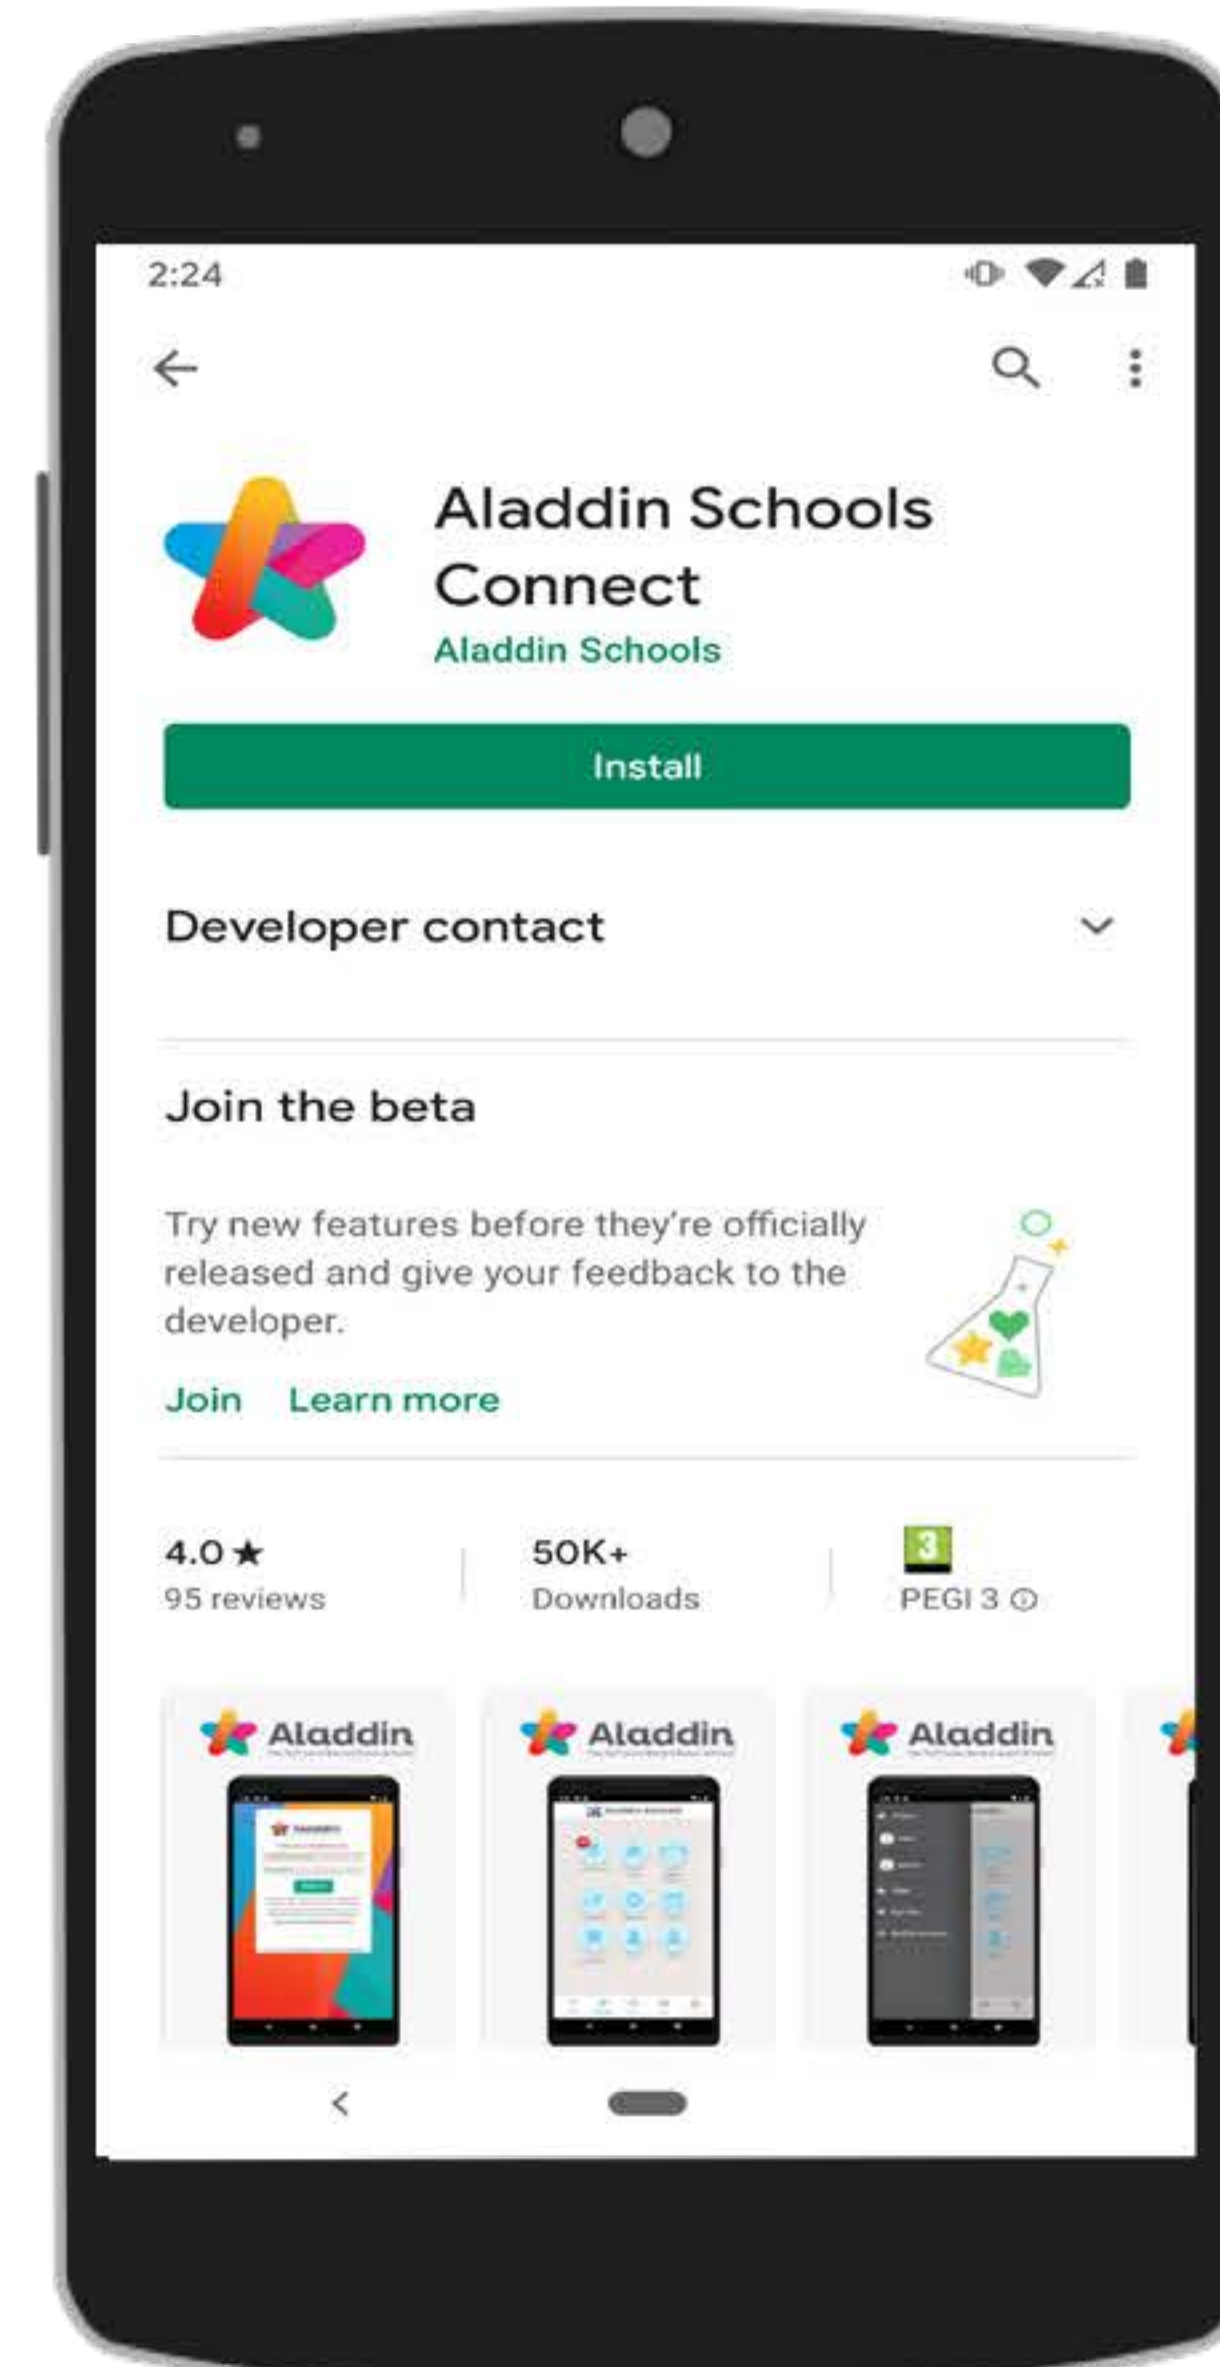 2:24
Aladdin Schools
Connect
Aladdin Schools
Install
Developer contact
Join the beta
Try new features before they're officially
released and give your feedback to the
developer.
Join Learn more
4.0★ 50K+ 3
95 reviews Downloads PEGI 3
Aladdin Aladdin Aladdin